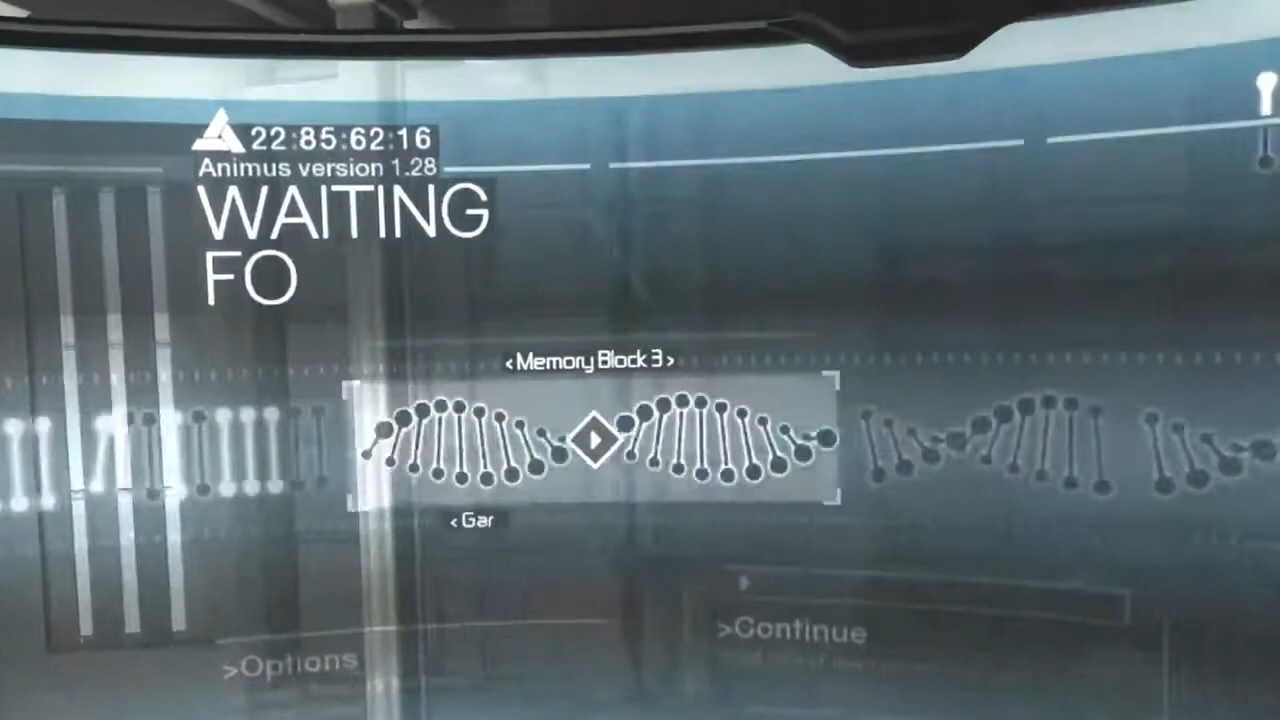 22:85:62:16
Animus version 1.28
WAITING
FO
<Memory Block 3>
<Gar
>Continue
>Options